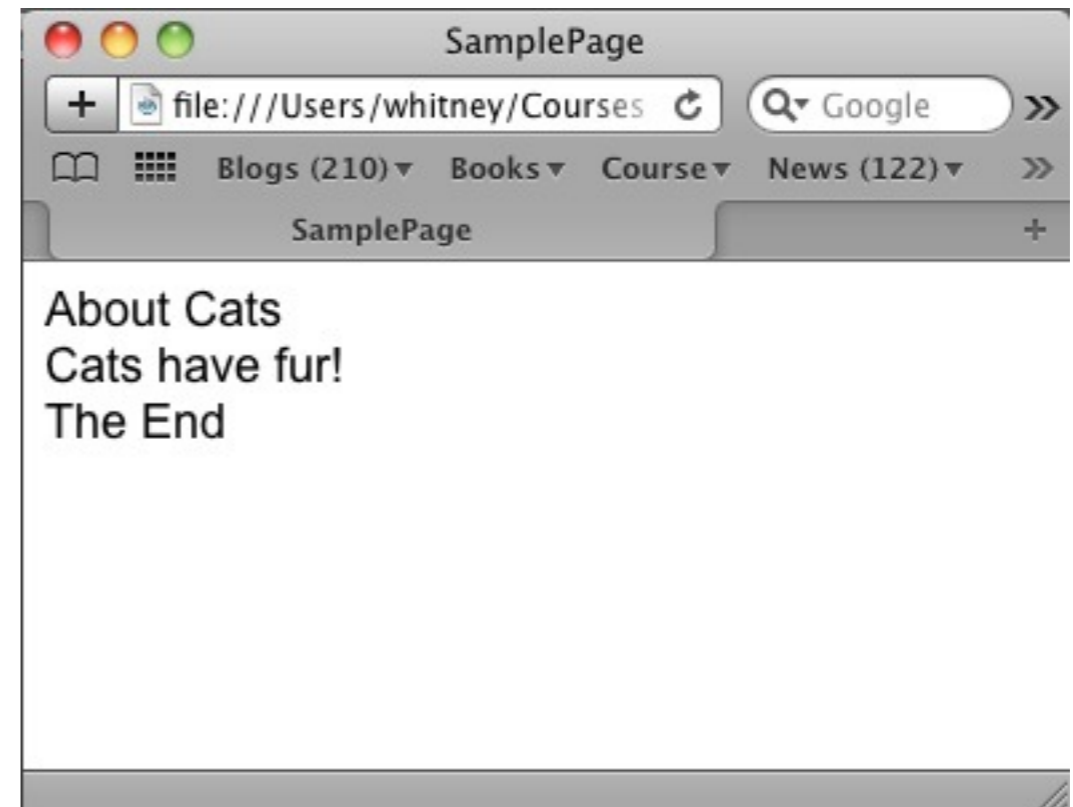 SamplePage
file:///Users/whitney/Courses
Google
Blogs (210) Books Course News (122)
SamplePage
About Cats
Cats have fur!
The End